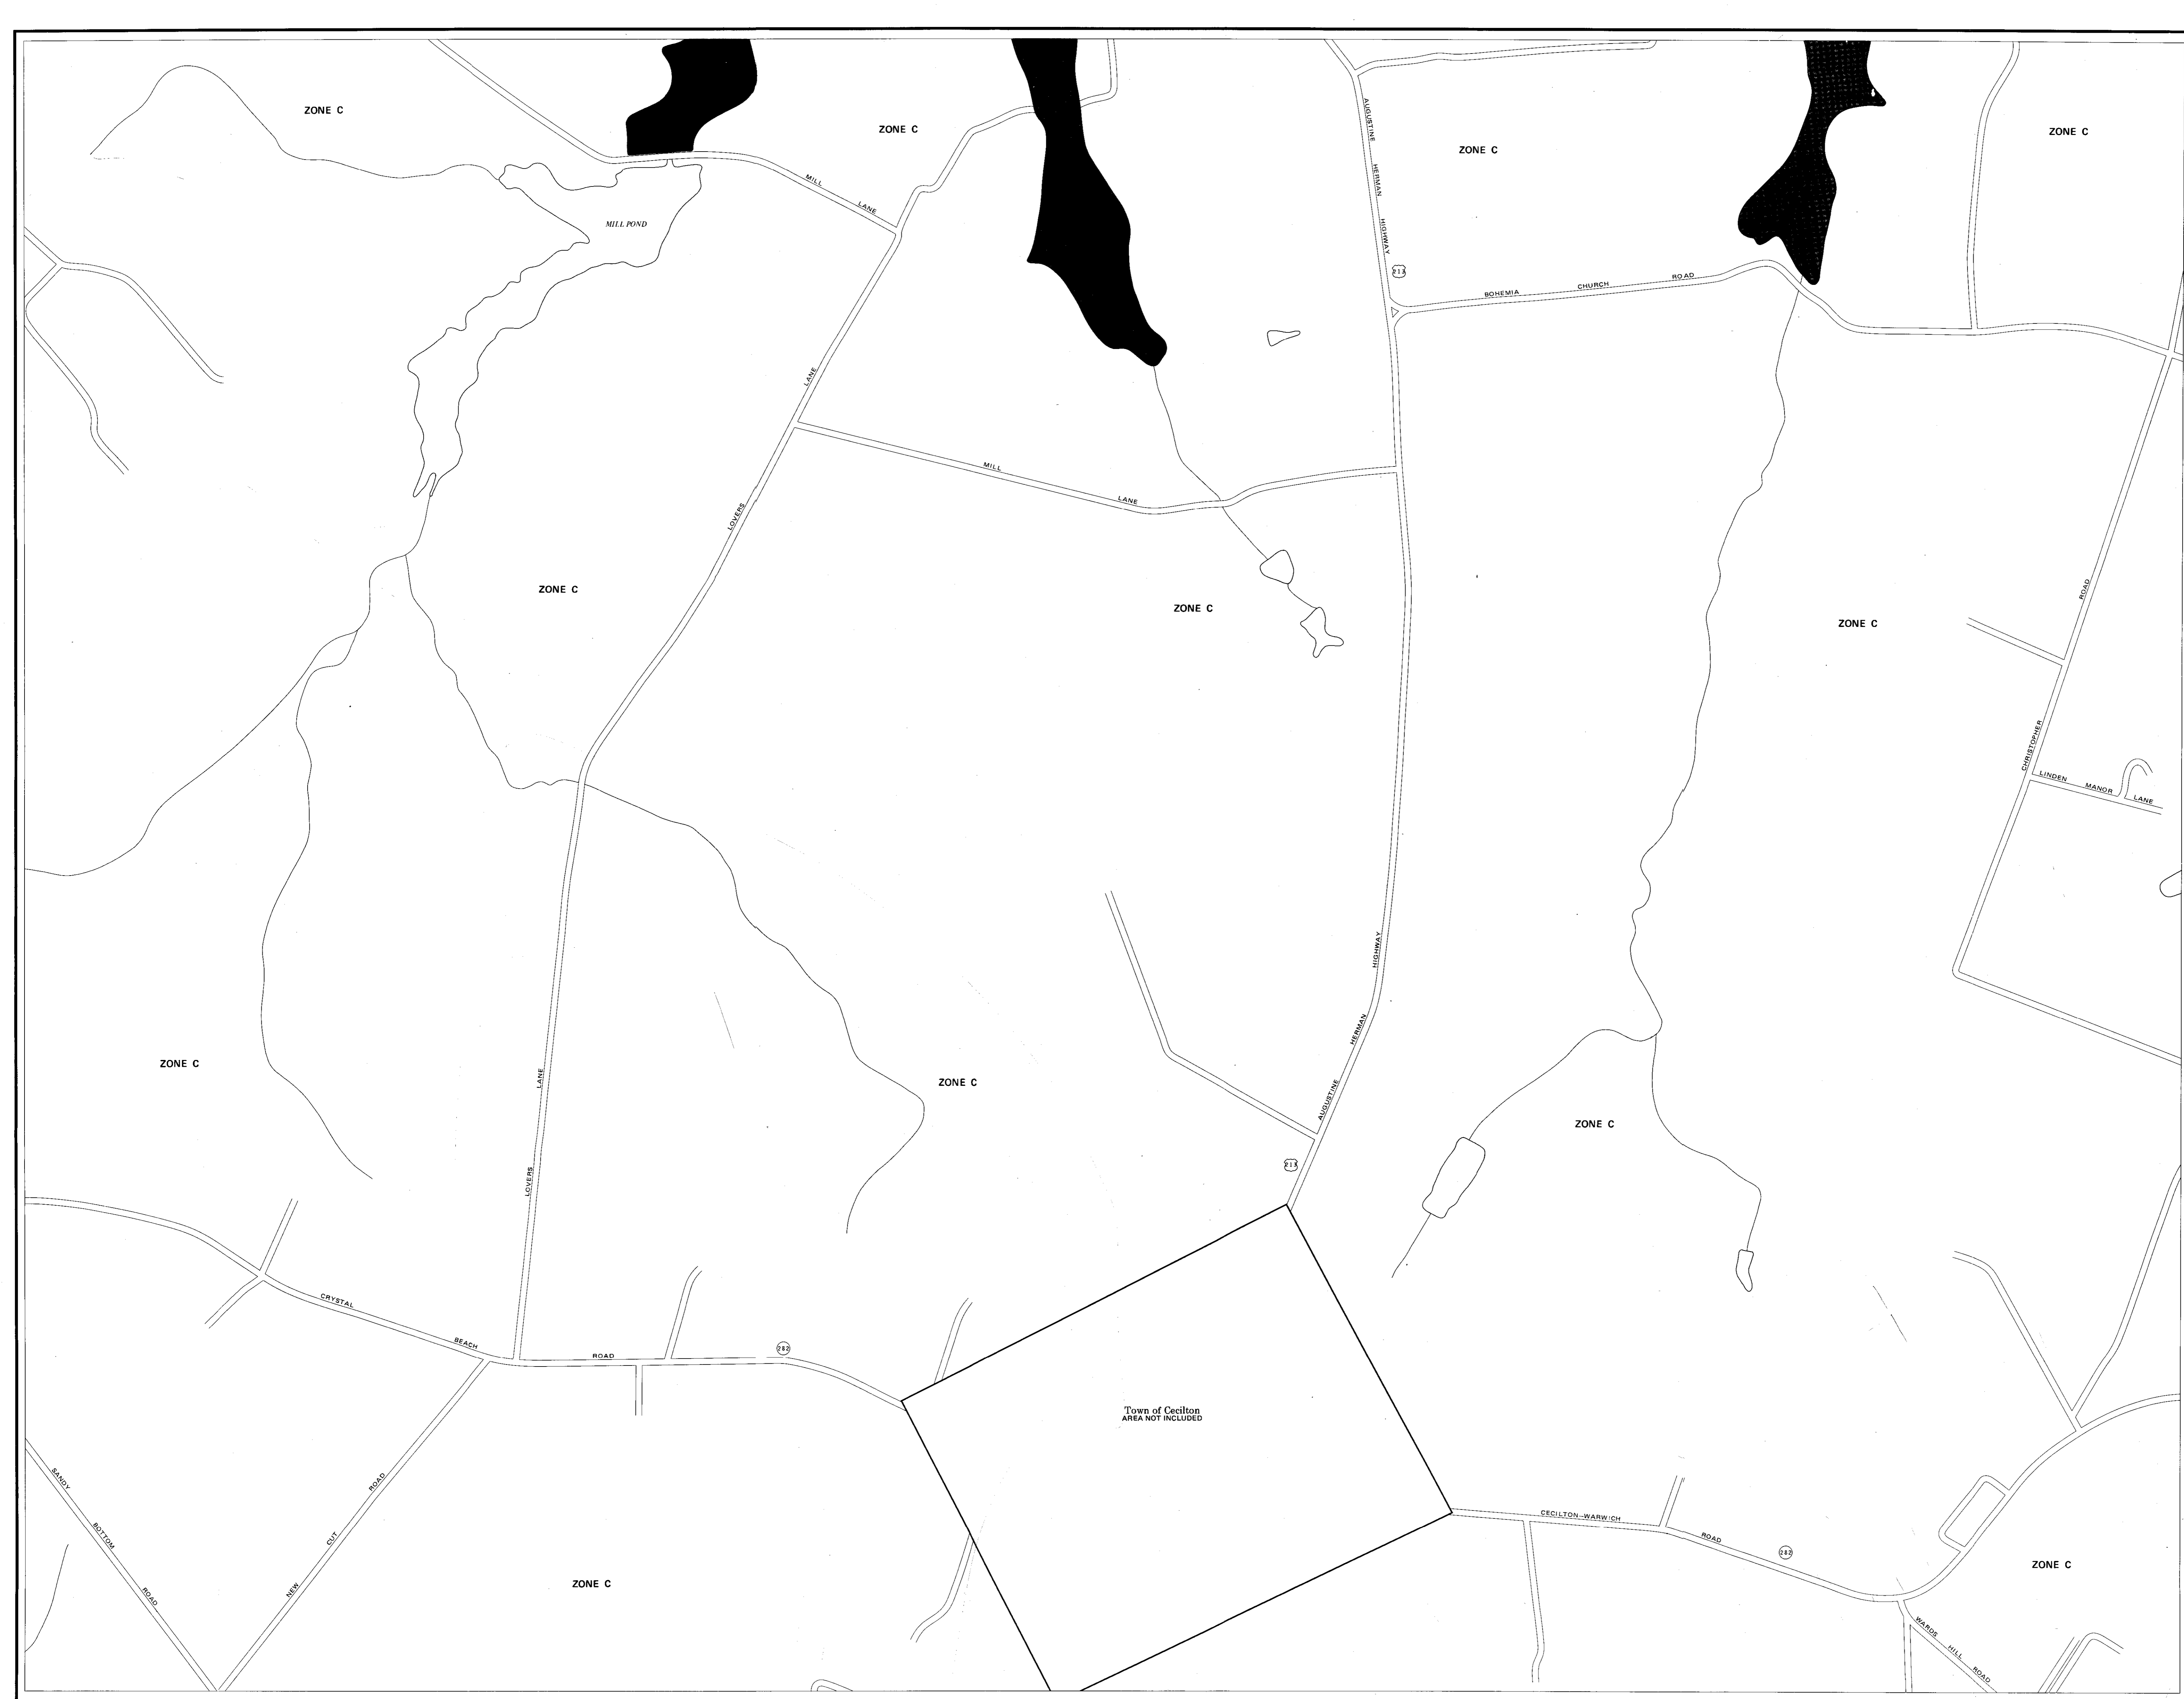 ZONE C
ZONE C
ZONE C
ZONE C
MILL POND
MILL LANE
AUGUSTINE HERMAN HIGHWAY
213
BOHEMIA CHURCH ROAD
LOVERS LANE
MILL LANE
ZONE C
ZONE C
ZONE C
CHRISTOPHER ROAD
LINDEN MANOR LANE
AUGUSTINE HERMAN HIGHWAY
213
ZONE C
ZONE C
ZONE C
LOVERS LANE
CRYSTAL BEACH ROAD
282
Town of Cecilton
AREA NOT INCLUDED
SANDY BOTTOM ROAD
NEW CUT ROAD
ZONE C
CECILTON-WARWICH ROAD
282
ZONE C
WARDS HILL ROAD